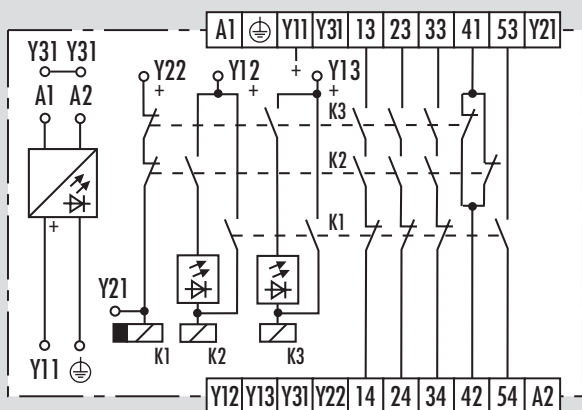 A1 Y11 Y31 13 23 33 41 53 Y21
Y31 Y31
Y22 Y12 Y13
+ + + +
A1 A2
K3
K2
K1
+
Y21
K1 K2 K3
Y11
Y12 Y13 Y31 Y22 14 24 34 42 54 A2